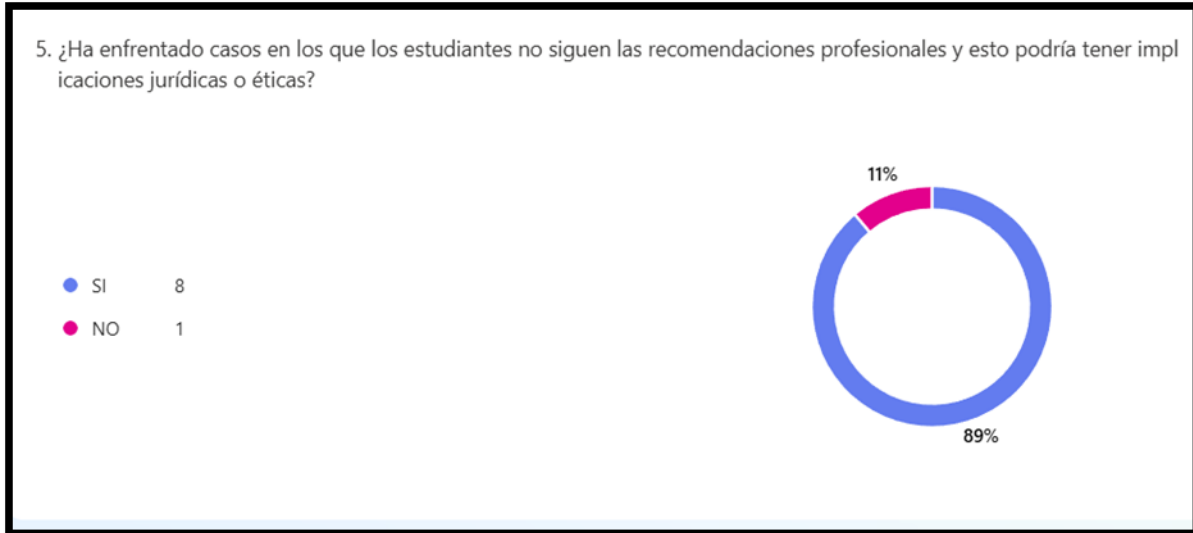 5. ¿Ha enfrentado casos en los que los estudiantes no siguen las recomendaciones profesionales y esto podría tener impl
icaciones jurídicas o éticas?
11%
SI 8
NO 1
89%